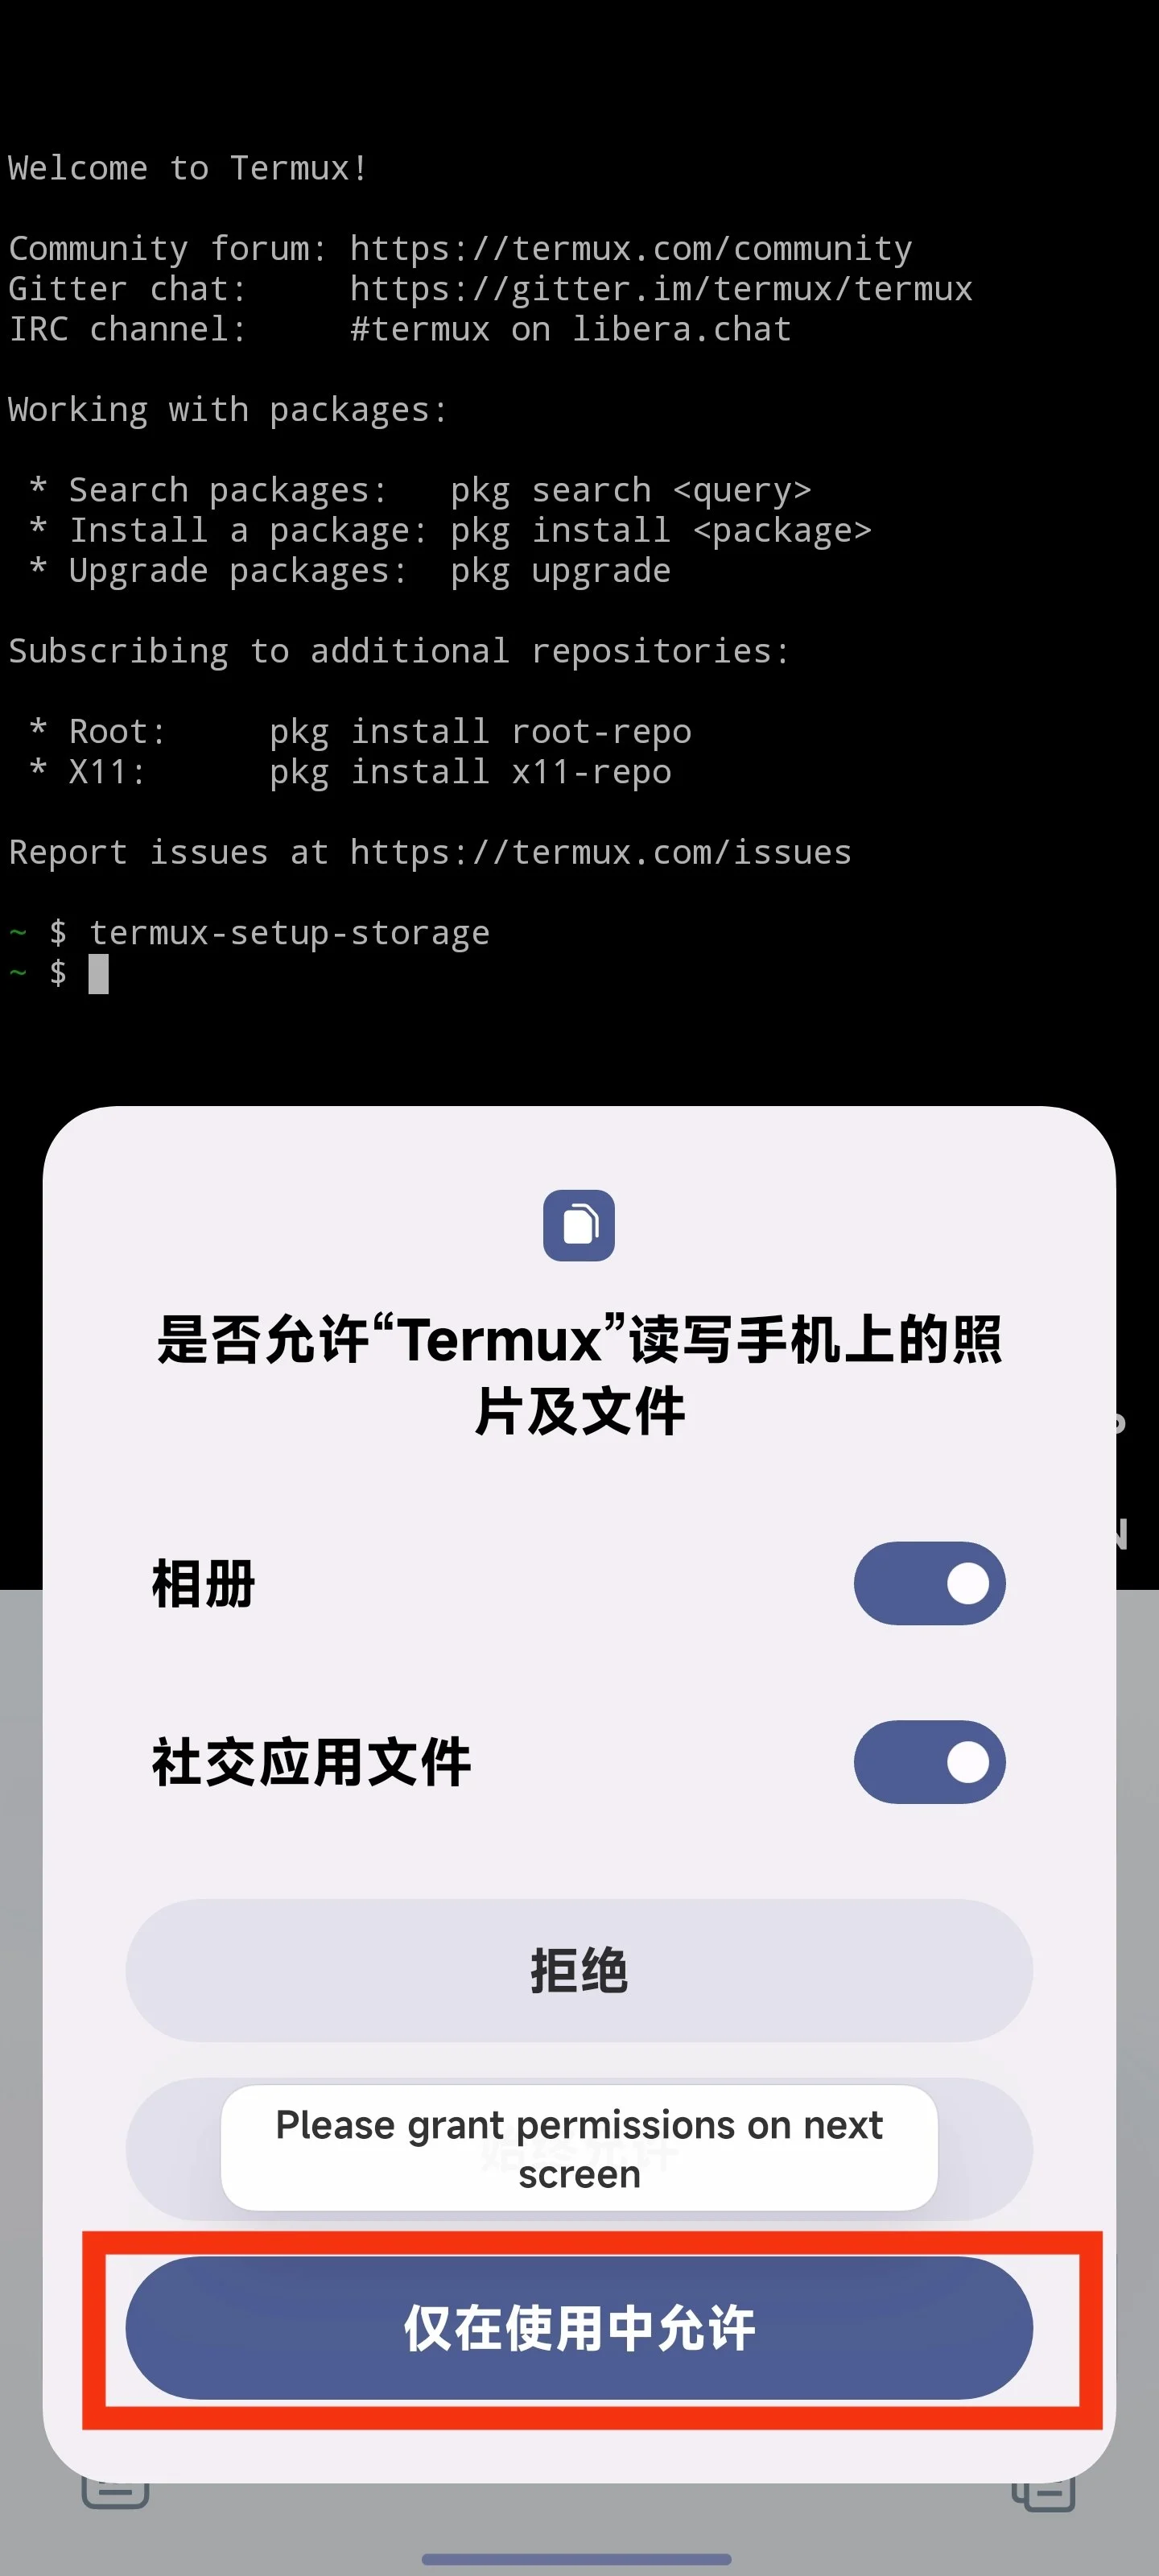 Welcome to Termux!
Community forum: https://termux.com/community
Gitter chat:     https://gitter.im/termux/termux
IRC channel:     #termux on libera.chat
Working with packages:
 * Search packages:   pkg search <query>
 * Install a package: pkg install <package>
 * Upgrade packages:  pkg upgrade
Subscribing to additional repositories:
 * Root:     pkg install root-repo
 * X11:      pkg install x11-repo
Report issues at https://termux.com/issues
~ $ termux-setup-storage
~ $
是否允许“Termux”读写手机上的照
片及文件
相册
社交应用文件
拒绝
Please grant permissions on next
screen
仅在使用中允许